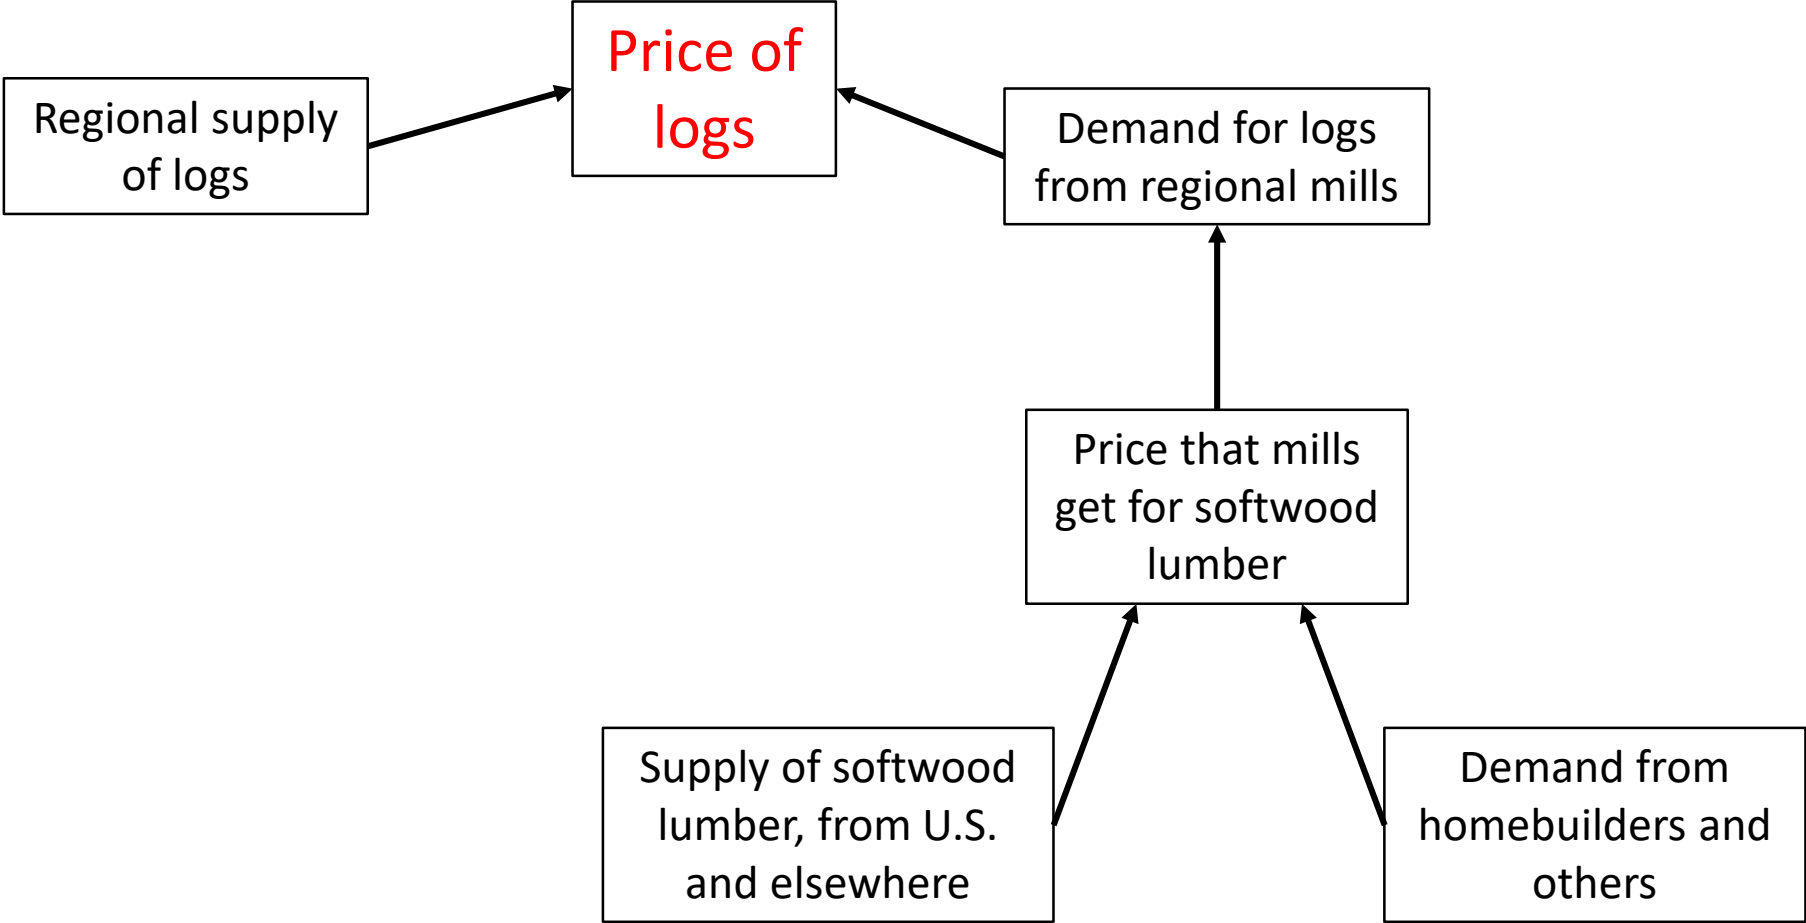 Price of
logs
Regional supply
of logs
Demand for logs
from regional mills
Price that mills
get for softwood
lumber
Supply of softwood
lumber, from U.S.
and elsewhere
Demand from
homebuilders and
others